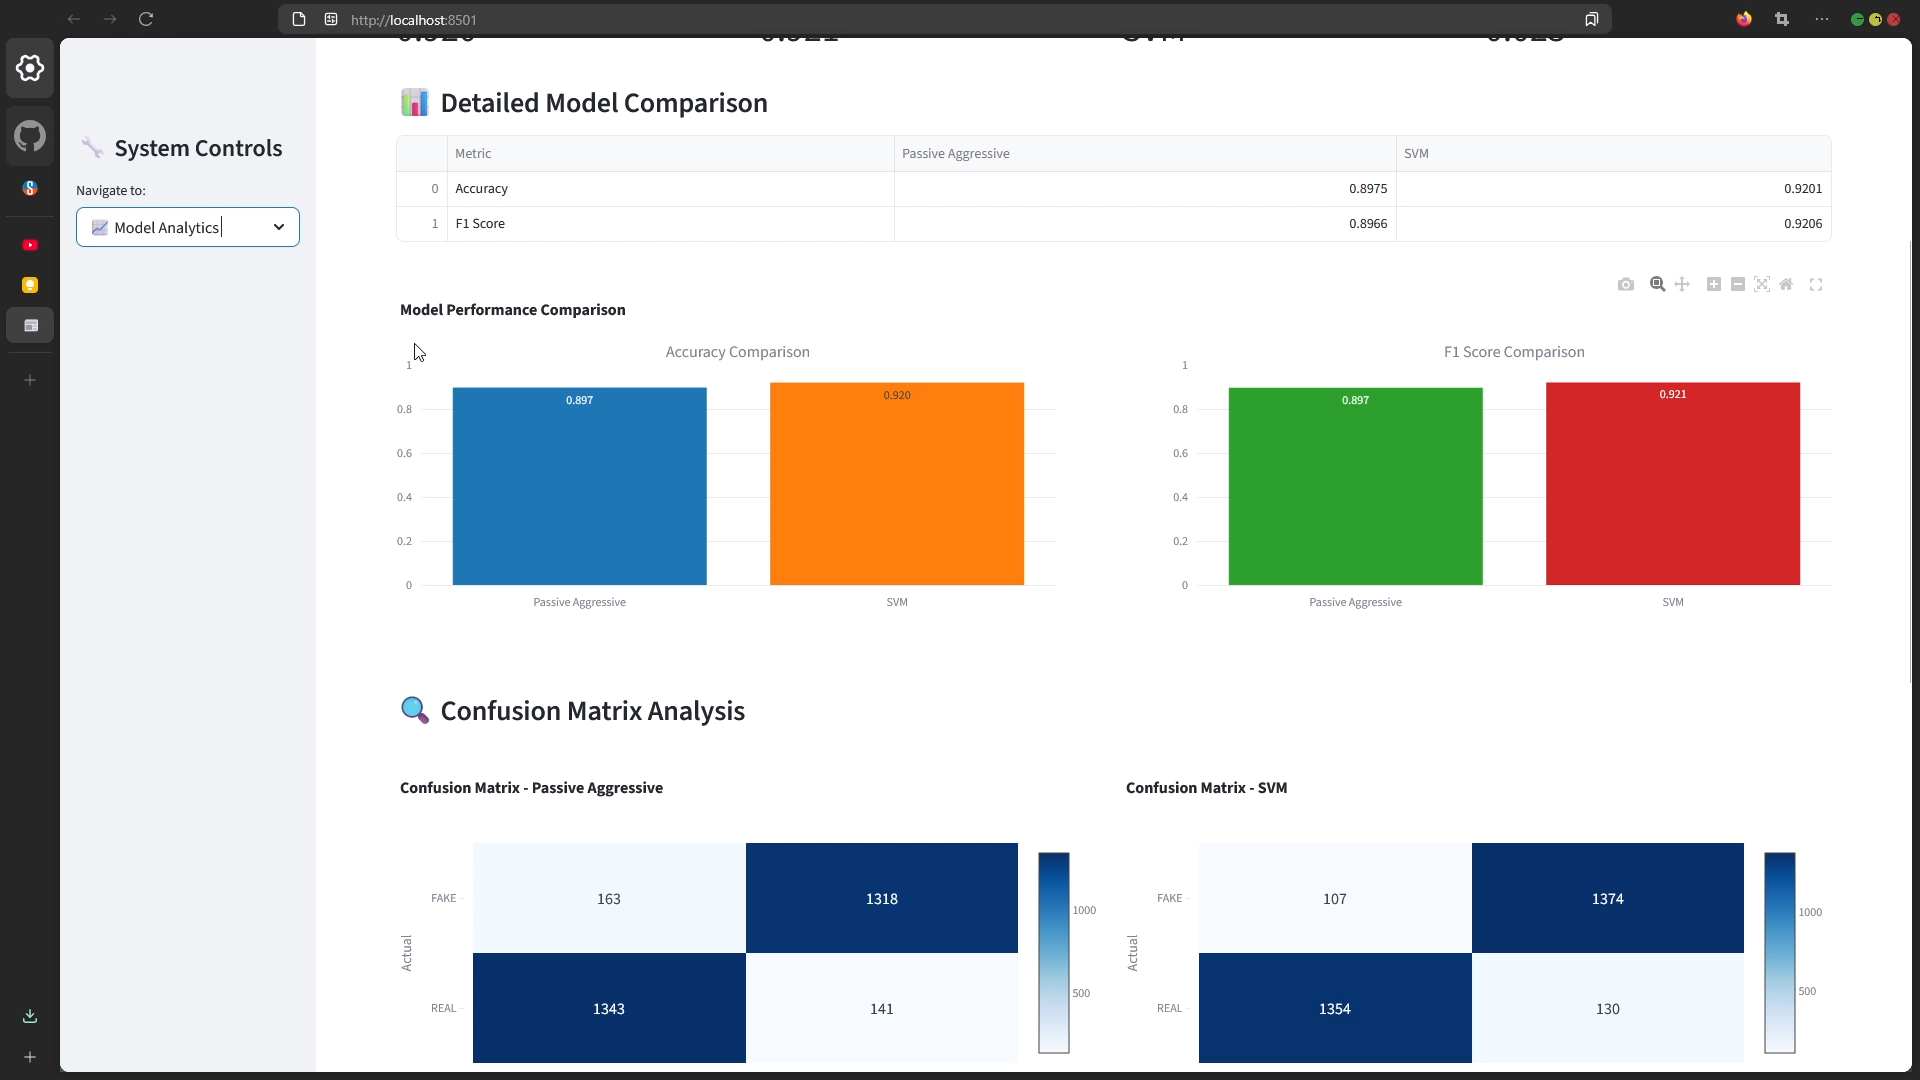 http://localhost:8501
Detailed Model Comparison
System Controls
Navigate to:
Model Analytics
Metric Passive Aggressive SVM
0 Accuracy 0.8975 0.9201
1 F1 Score 0.8966 0.9206
Model Performance Comparison
Accuracy Comparison
1
0.8
0.6
0.4
0.2
0
0.897
0.920
Passive Aggressive SVM
F1 Score Comparison
1
0.8
0.6
0.4
0.2
0
0.897
0.921
Passive Aggressive SVM
Confusion Matrix Analysis
Confusion Matrix - Passive Aggressive
Actual
FAKE 163 1318
REAL 1343 141
1000
500
Confusion Matrix - SVM
Actual
FAKE 107 1374
REAL 1354 130
1000
500